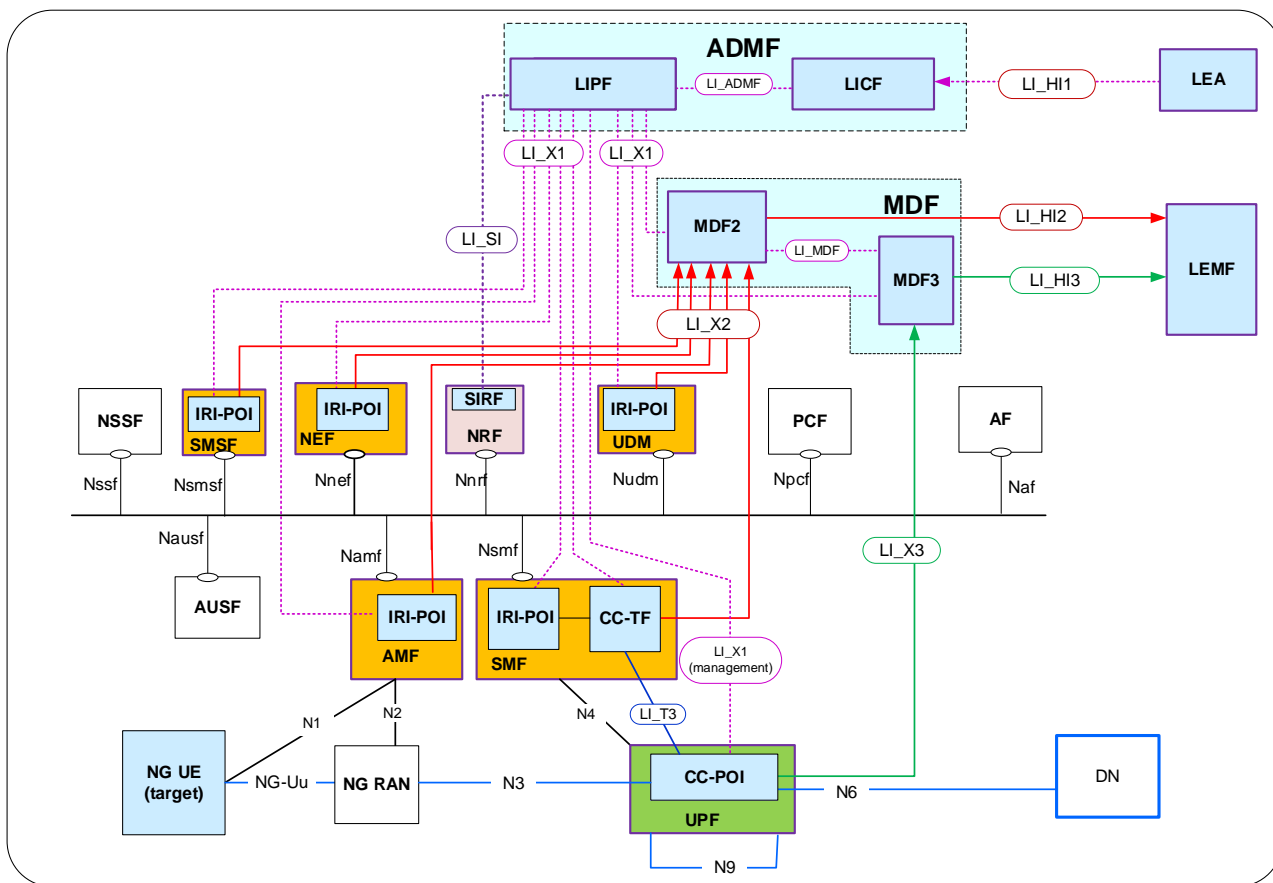 ADMF
LIPF
LI_ADMF
LICF
LI_HI1
LEA
LI_X1
LI_X1
MDF
MDF2
LI_HI2
LI_SI
LI_MDF
MDF3
LI_HI3
LEMF
LI_X2
NSSF
IRI-POI
SMSF
IRI-POI
NEF
SIRF
NRF
IRI-POI
UDM
PCF
AF
Nssf
Nsmsf
Nnef
Nnrf
Nudm
Npcf
Naf
Nausf
Namf
Nsmf
LI_X3
AUSF
IRI-POI
AMF
IRI-POI
CC-TF
SMF
LI_X1
(management)
N1
N2
N4
LI_T3
NG UE
(target)
NG-Uu
NG RAN
N3
CC-POI
UPF
N6
DN
N9